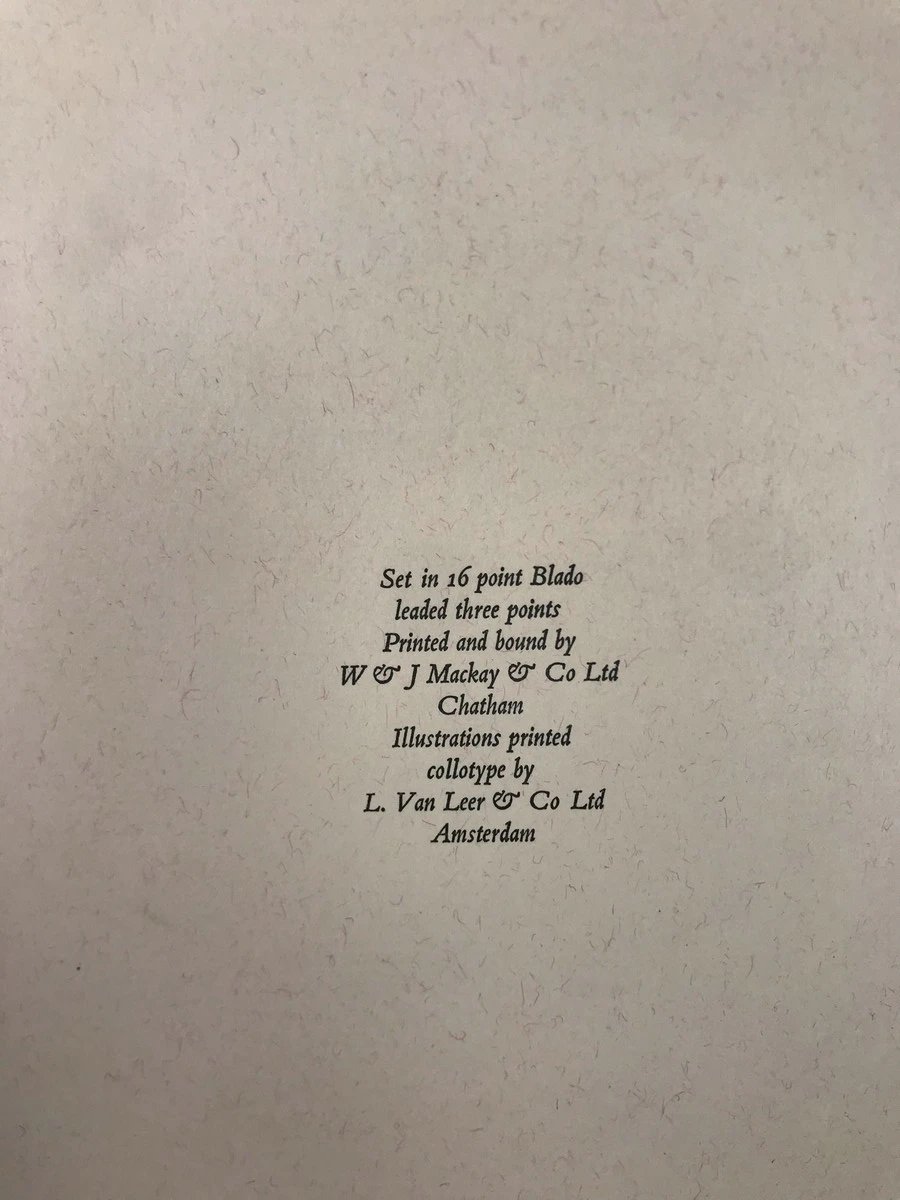 Set in 16 point Blado
leaded three points
Printed and bound by
W & J Mackay & Co Ltd
Chatham
Illustrations printed
collotype by
L. Van Leer & Co Ltd
Amsterdam